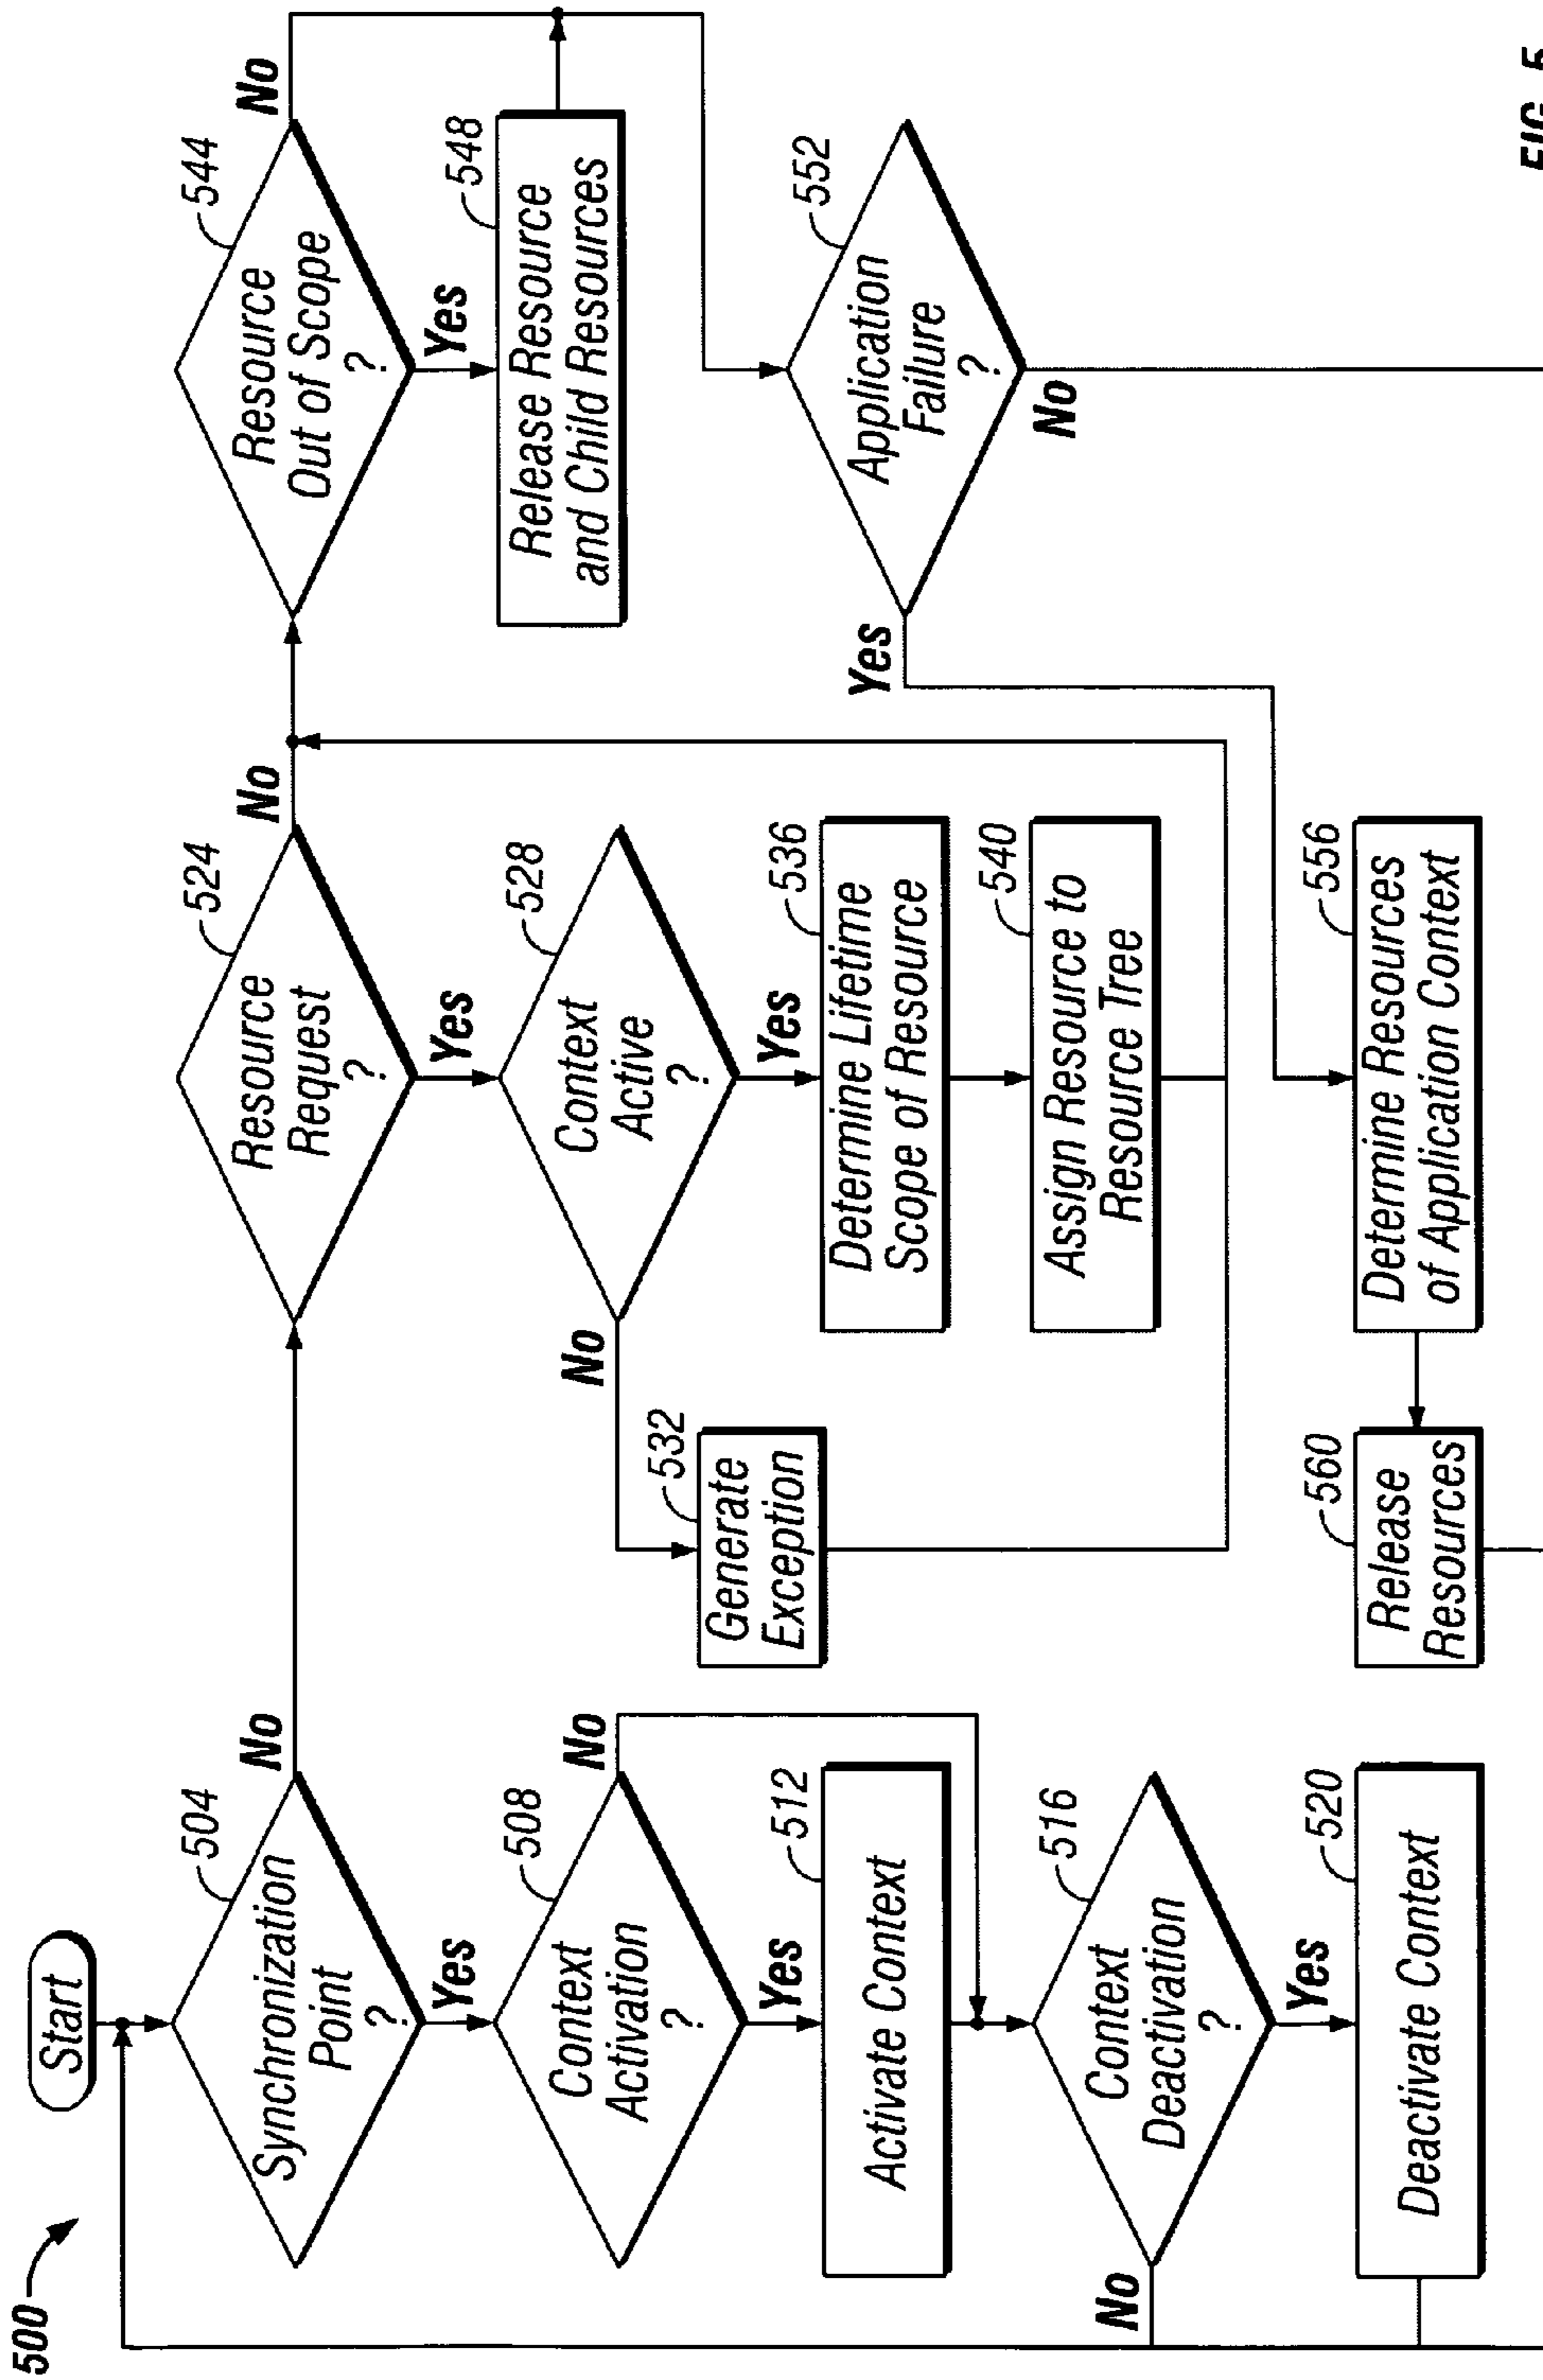 500
Start
504
Synchronization
Point
?
No
Yes
508
Context
Activation
?
No
Yes
512
Activate Context
516
Context
Deactivation
?
No
Yes
520
Deactivate Context
524
Resource
Request
?
No
Yes
528
Context
Active
?
No
Yes
532
Generate
Exception
536
Determine Lifetime
Scope of Resource
540
Assign Resource to
Resource Tree
544
Resource
Out of Scope
?
No
Yes
548
Release Resource
and Child Resources
552
Application
Failure
?
Yes
No
556
Determine Resources
of Application Context
560
Release
Resources
FIG. 5